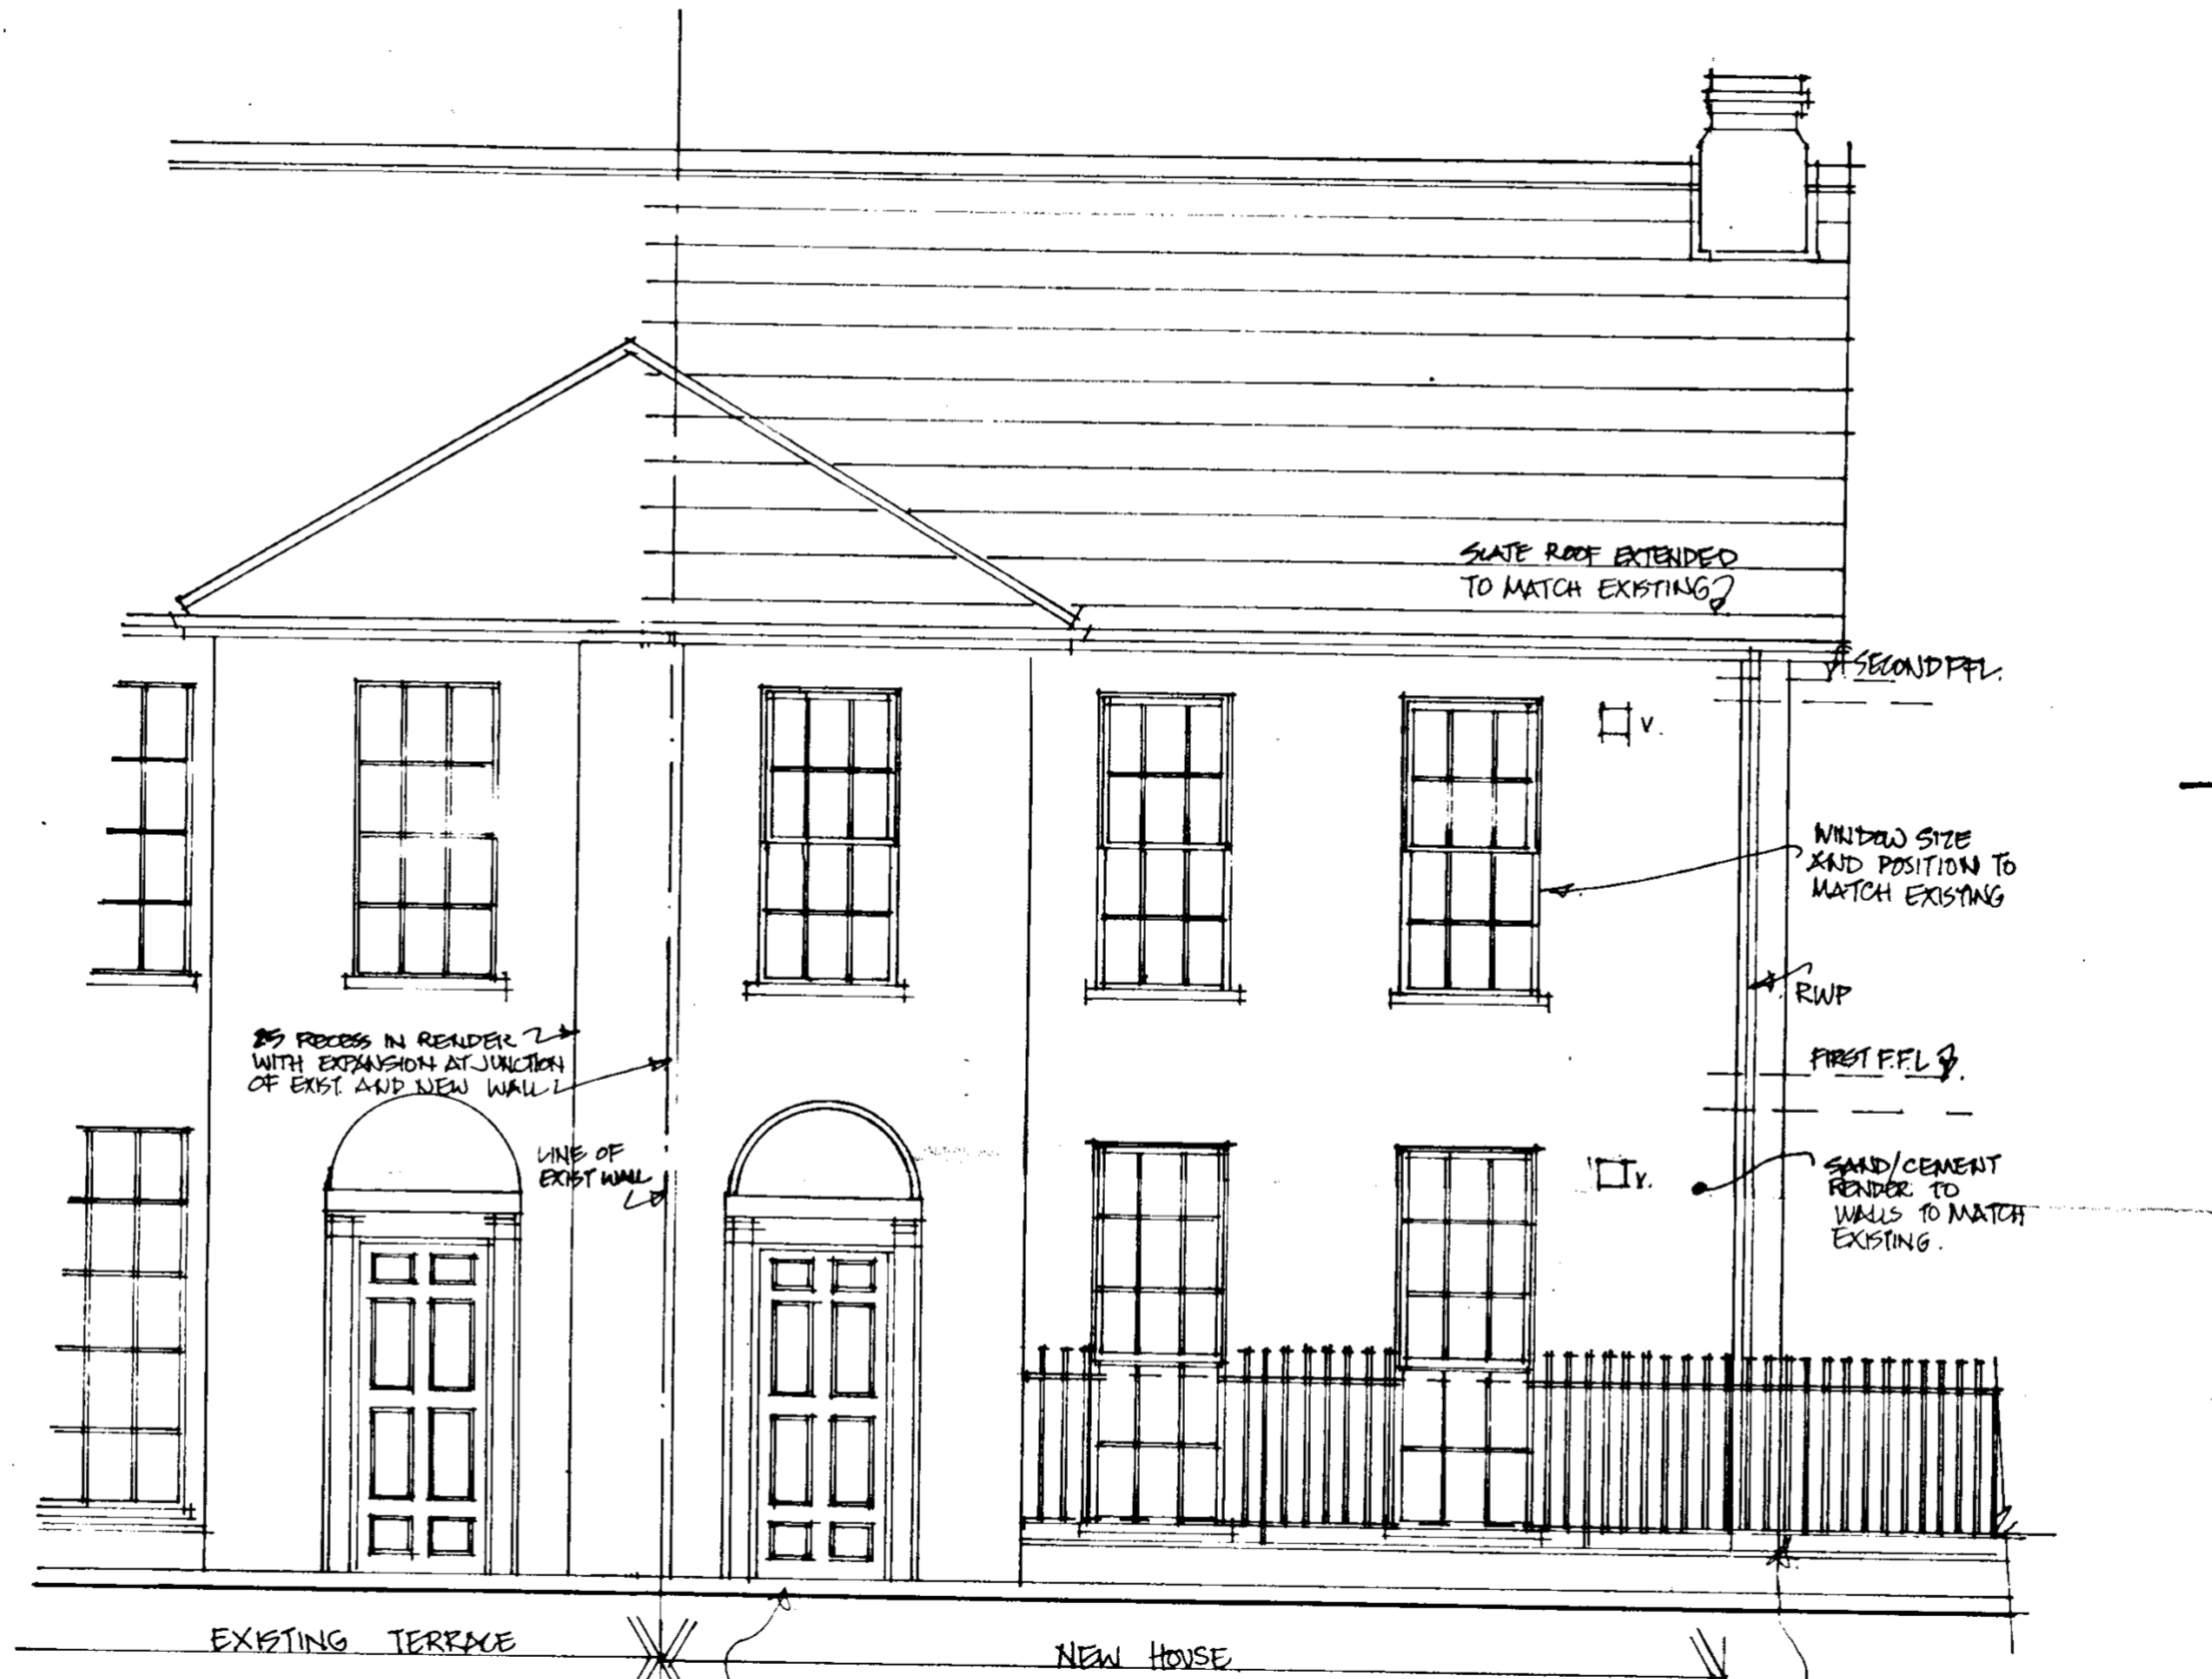 SLATE ROOF EXTENDED
TO MATCH EXISTING
SECOND FFL.
V.
WINDOW SIZE
AND POSITION TO
MATCH EXISTING
RWP
25 RECESS IN RENDER
WITH EXPANSION AT JUNCTION
OF EXIST. AND NEW WALL
FIRST F.F.L.
LINE OF
EXIST WALL
V.
SAND/CEMENT
RENDER TO
WALLS TO MATCH
EXISTING.
EXISTING TERRACE
NEW HOUSE